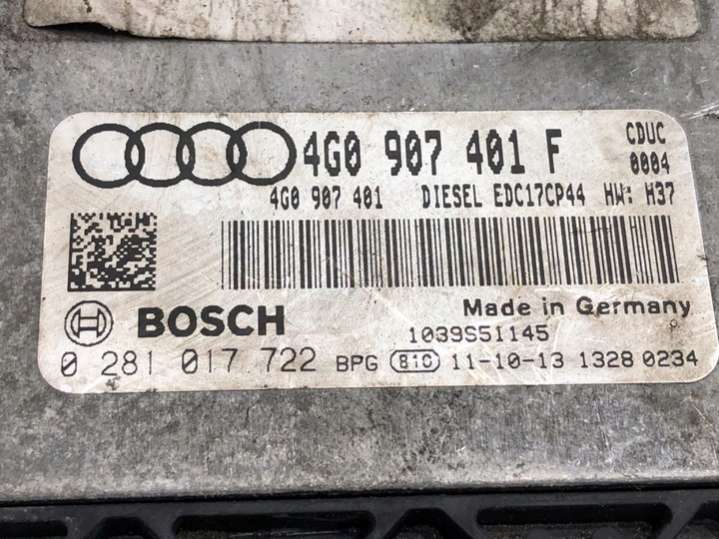 4G0 907 401 F CDUC
0004
4G0 907 401 DIESEL EDC17CP44 HW: H37
BOSCH Made in Germany
1039S51145
0 281 017 722 BPG 810 11-10-13 1328 0234